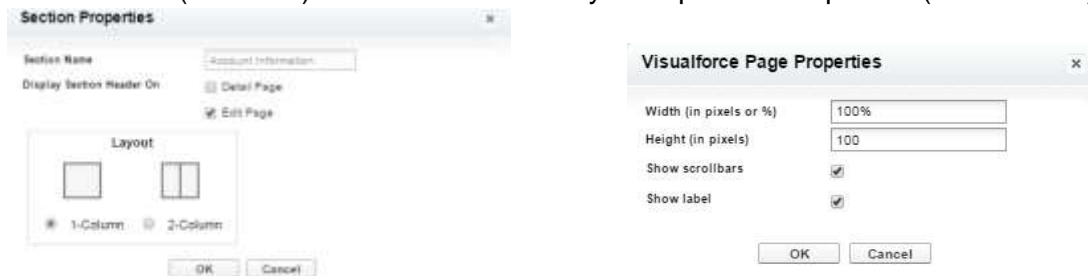 Section Properties
×
Section Name
Account Information
Display Section Header On
Detail Page
Edit Page
Layout
1-Column
2-Column
OK
Cancel
Visualforce Page Properties
×
Width (in pixels or %)
100%
Height (in pixels)
100
Show scrollbars
Show label
OK
Cancel